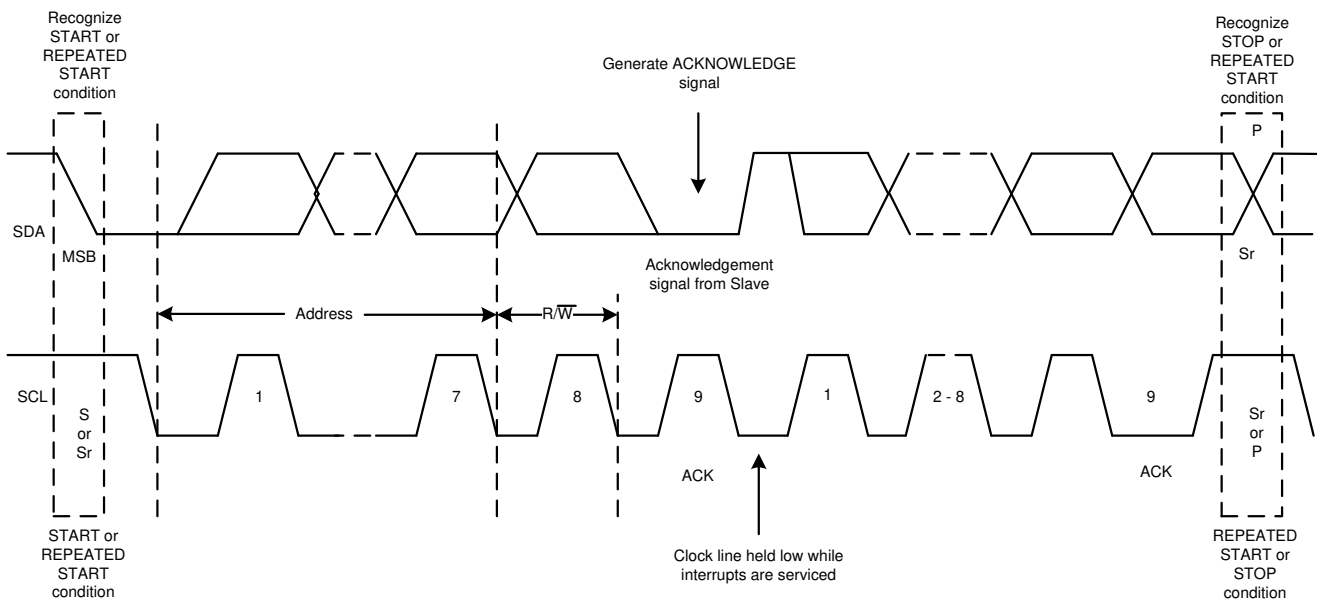 Recognize
START or
REPEATED
START
condition
Recognize
STOP or
REPEATED
START
condition
Generate ACKNOWLEDGE
signal
P
SDA
MSB
Acknowledgement
signal from Slave
Sr
Address
R/W̅
SCL
S
or
Sr
1
7
8
9
1
2 - 8
9
Sr
or
P
ACK
ACK
START or
REPEATED
START
condition
Clock line held low while
interrupts are serviced
REPEATED
START or
STOP
condition